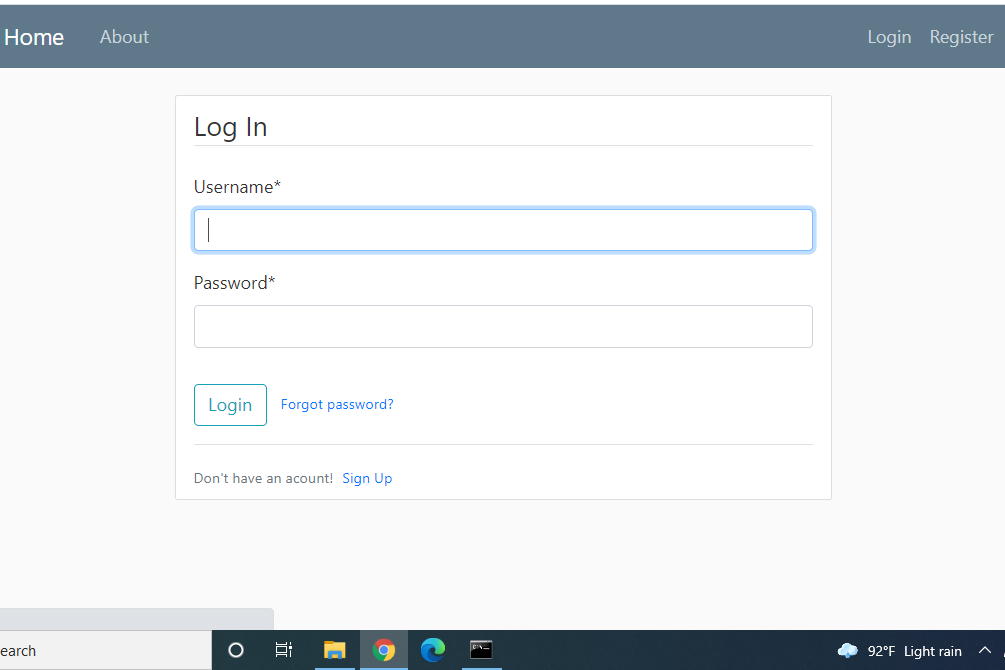 Home About Login Register
Log In
Username*
Password*
Login Forgot password?
Don't have an acount! Sign Up
earch 92°F Light rain